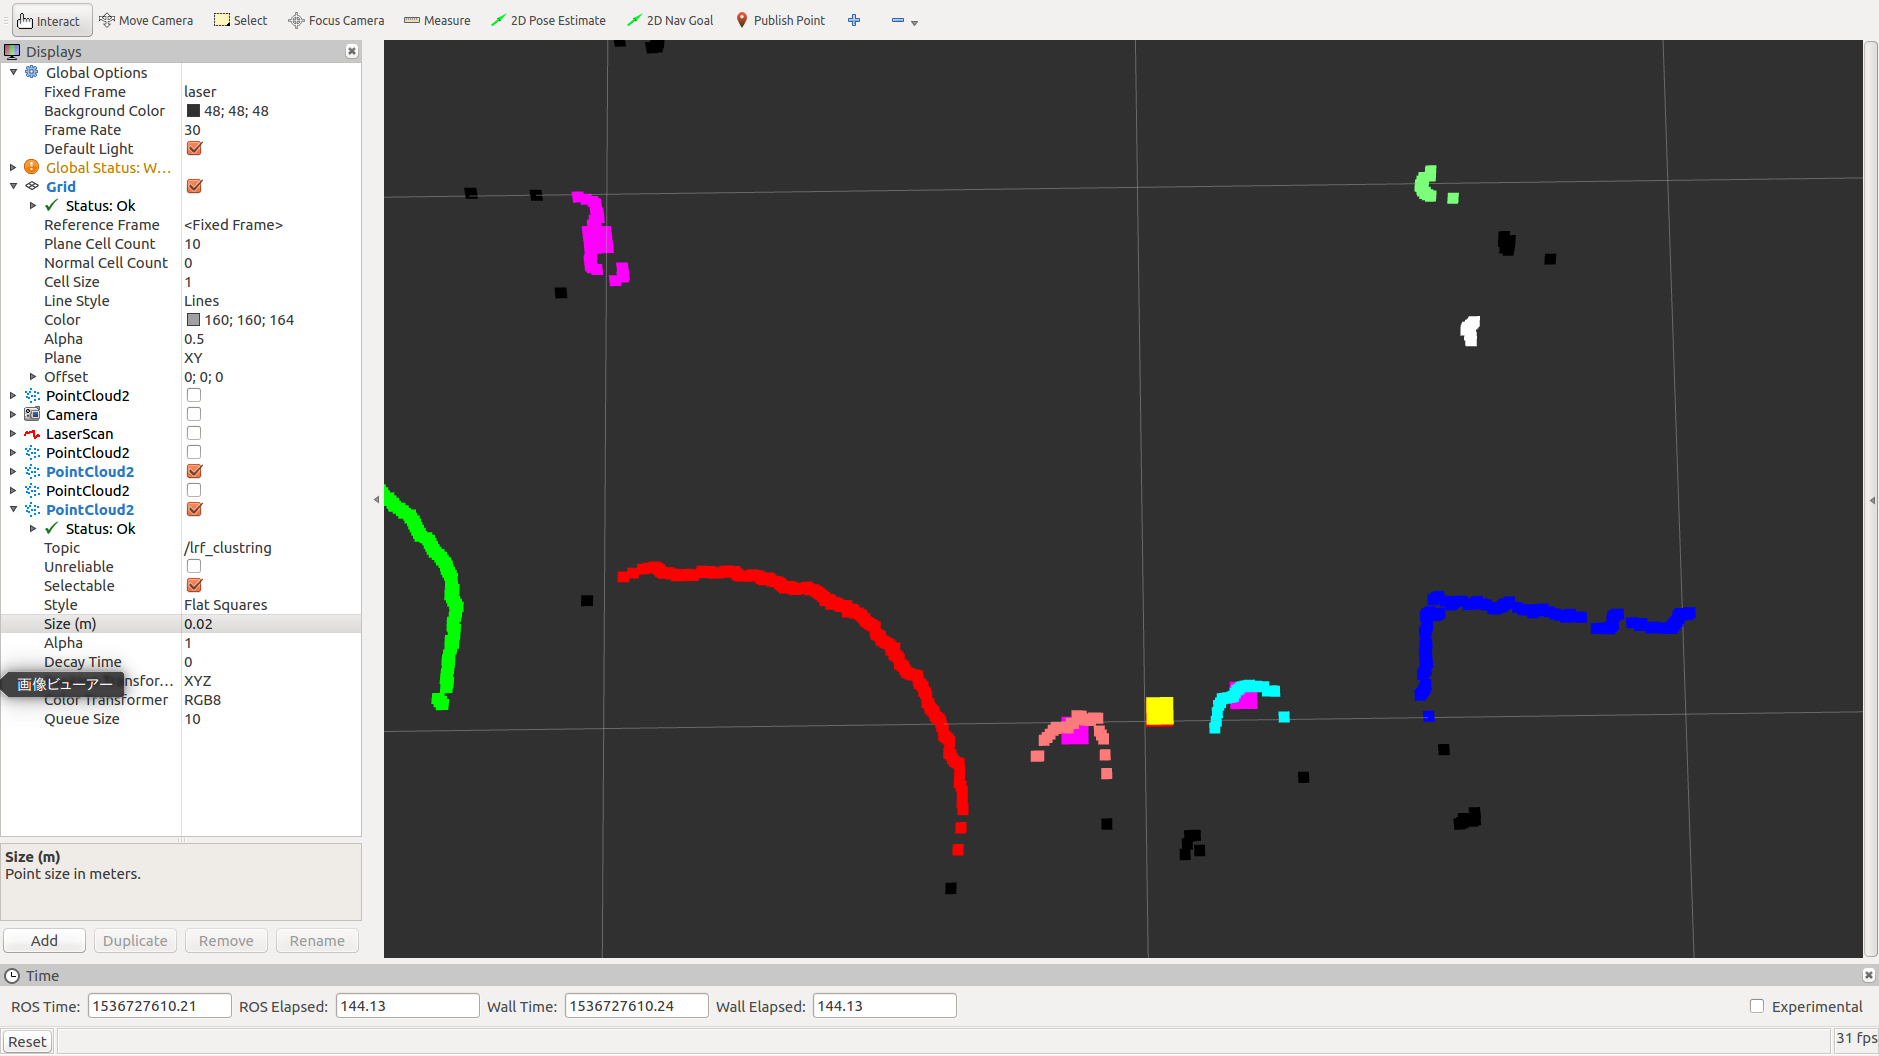 Interact Move Camera Select Focus Camera Measure 2D Pose Estimate 2D Nav Goal Publish Point
Displays
Global Options
Fixed Frame laser
Background Color 48; 48; 48
Frame Rate 30
Default Light
Global Status: W...
Grid
Status: Ok
Reference Frame <Fixed Frame>
Plane Cell Count 10
Normal Cell Count 0
Cell Size 1
Line Style Lines
Color 160; 160; 164
Alpha 0.5
Plane XY
Offset 0; 0; 0
PointCloud2
Camera
LaserScan
PointCloud2
PointCloud2
PointCloud2
PointCloud2
Status: Ok
Topic /lrf_clustring
Unreliable
Selectable
Style Flat Squares
Size (m) 0.02
Alpha 1
Decay Time 0
画像ビューアー nsfor... XYZ
Color Transformer RGB8
Queue Size 10
Size (m)
Point size in meters.
Add Duplicate Remove Rename
Time
ROS Time: 1536727610.21 ROS Elapsed: 144.13 Wall Time: 1536727610.24 Wall Elapsed: 144.13 Experimental
Reset 31 fps